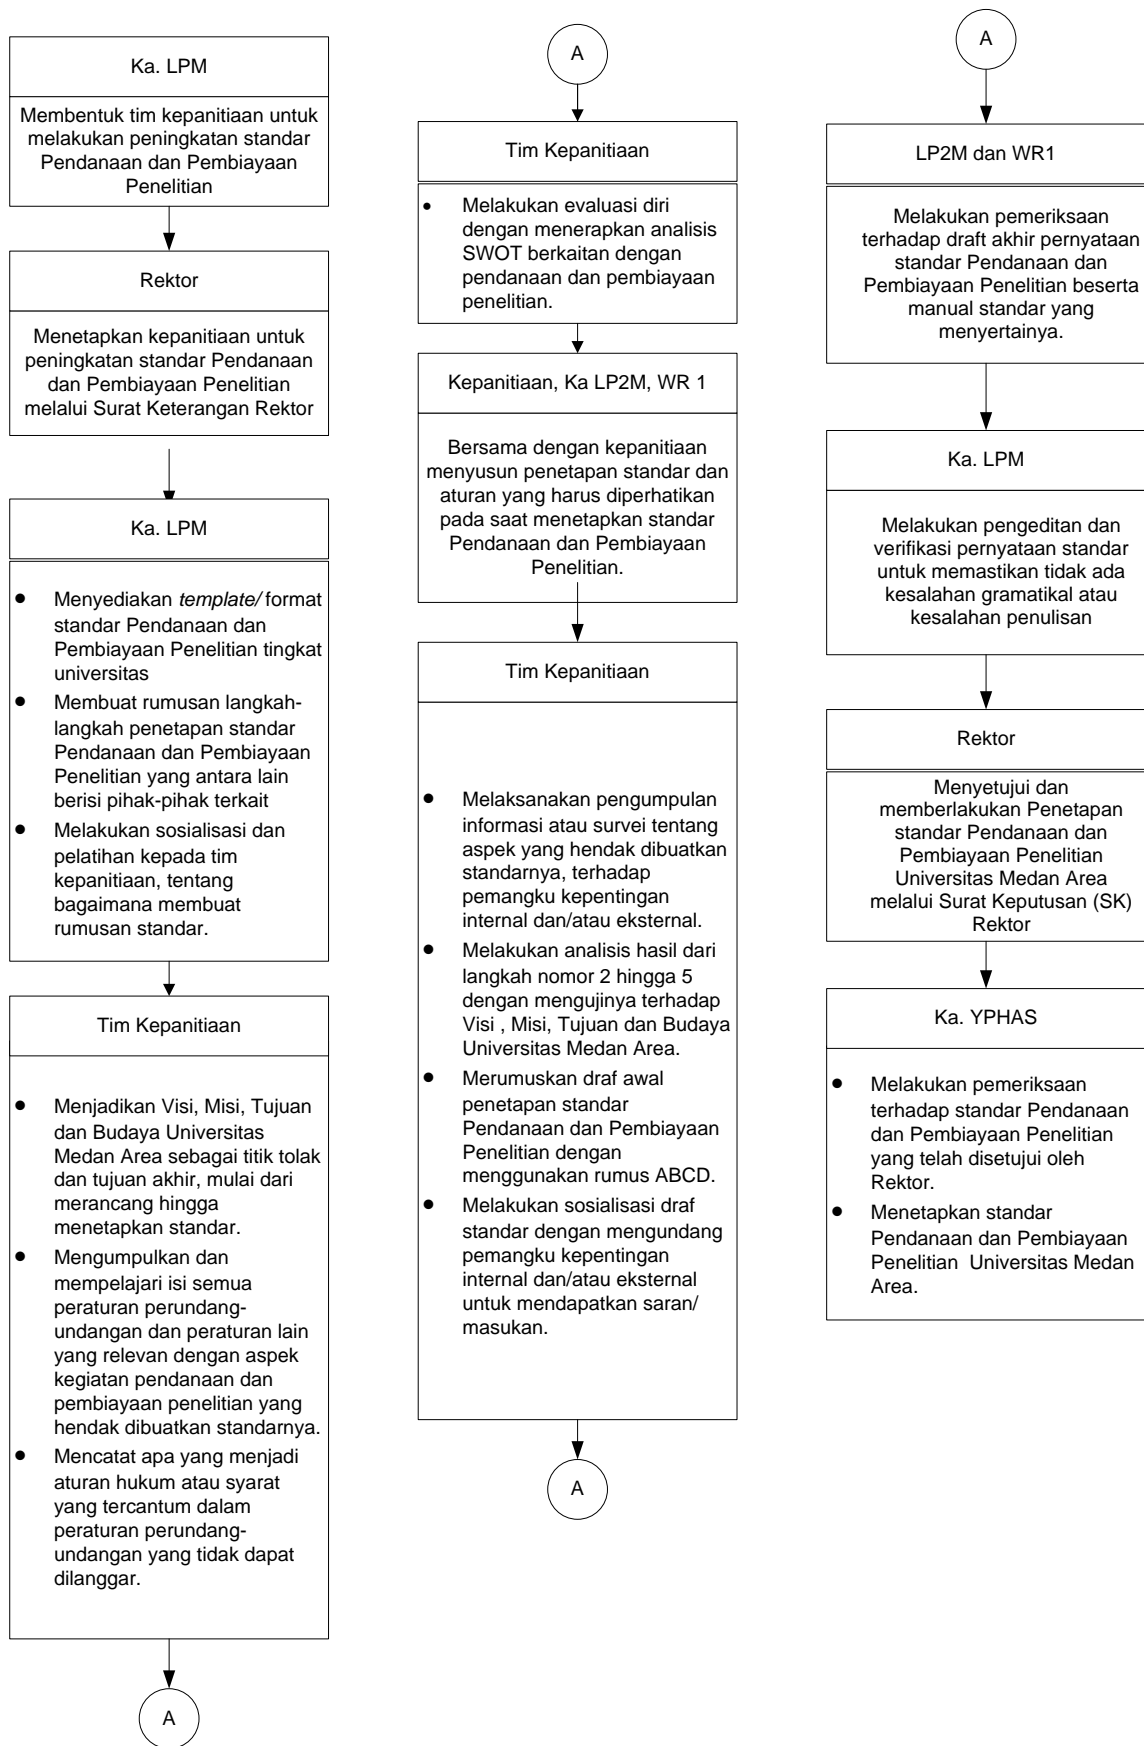 Ka. LPM
Membentuk tim kepanitiaan untuk
melakukan peningkatan standar
Pendanaan dan Pembiayaan
Penelitian
Rektor
Menetapkan kepanitiaan untuk
peningkatan standar Pendanaan
dan Pembiayaan Penelitian
melalui Surat Keterangan Rektor
Ka. LPM
● Menyediakan template/ format
standar Pendanaan dan
Pembiayaan Penelitian tingkat
universitas
● Membuat rumusan langkah-
langkah penetapan standar
Pendanaan dan Pembiayaan
Penelitian yang antara lain
berisi pihak-pihak terkait
● Melakukan sosialisasi dan
pelatihan kepada tim
kepanitiaan, tentang
bagaimana membuat
rumusan standar.
Tim Kepanitiaan
● Menjadikan Visi, Misi, Tujuan
dan Budaya Universitas
Medan Area sebagai titik tolak
dan tujuan akhir, mulai dari
merancang hingga
menetapkan standar.
● Mengumpulkan dan
mempelajari isi semua
peraturan perundang-
undangan dan peraturan lain
yang relevan dengan aspek
kegiatan pendanaan dan
pembiayaan penelitian yang
hendak dibuatkan standarnya.
● Mencatat apa yang menjadi
aturan hukum atau syarat
yang tercantum dalam
peraturan perundang-
undangan yang tidak dapat
dilanggar.
A
A
Tim Kepanitiaan
● Melakukan evaluasi diri
dengan menerapkan analisis
SWOT berkaitan dengan
pendanaan dan pembiayaan
penelitian.
Kepanitiaan, Ka LP2M, WR 1
Bersama dengan kepanitiaan
menyusun penetapan standar dan
aturan yang harus diperhatikan
pada saat menetapkan standar
Pendanaan dan Pembiayaan
Penelitian.
Tim Kepanitiaan
● Melaksanakan pengumpulan
informasi atau survei tentang
aspek yang hendak dibuatkan
standarnya, terhadap
pemangku kepentingan
internal dan/atau eksternal.
● Melakukan analisis hasil dari
langkah nomor 2 hingga 5
dengan mengujinya terhadap
Visi , Misi, Tujuan dan Budaya
Universitas Medan Area.
● Merumuskan draf awal
penetapan standar
Pendanaan dan Pembiayaan
Penelitian dengan
menggunakan rumus ABCD.
● Melakukan sosialisasi draf
standar dengan mengundang
pemangku kepentingan
internal dan/atau eksternal
untuk mendapatkan saran/
masukan.
A
A
LP2M dan WR1
Melakukan pemeriksaan
terhadap draft akhir pernyataan
standar Pendanaan dan
Pembiayaan Penelitian beserta
manual standar yang
menyertainya.
Ka. LPM
Melakukan pengeditan dan
verifikasi pernyataan standar
untuk memastikan tidak ada
kesalahan gramatikal atau
kesalahan penulisan
Rektor
Menyetujui dan
memberlakukan Penetapan
standar Pendanaan dan
Pembiayaan Penelitian
Universitas Medan Area
melalui Surat Keputusan (SK)
Rektor
Ka. YPHAS
● Melakukan pemeriksaan
terhadap standar Pendanaan
dan Pembiayaan Penelitian
yang telah disetujui oleh
Rektor.
● Menetapkan standar
Pendanaan dan Pembiayaan
Penelitian Universitas Medan
Area.